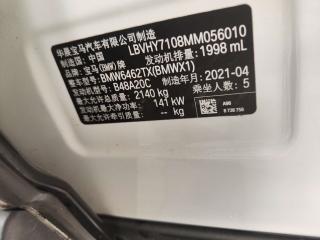 华晨宝马汽车有限公司制造
制造国：中国 LBVHY7108MM056010
品牌：宝马(BMW)牌 发动机排量：1998 mL
整车型号：BMW6462TX(BMWX1)
发动机型号：B48A20C 制造年月：2021-04
最大允许总质量：2140 kg 乘坐人数：5
发动机最大净功率：141 kW
最大允许牵引质量：-- kg
A96